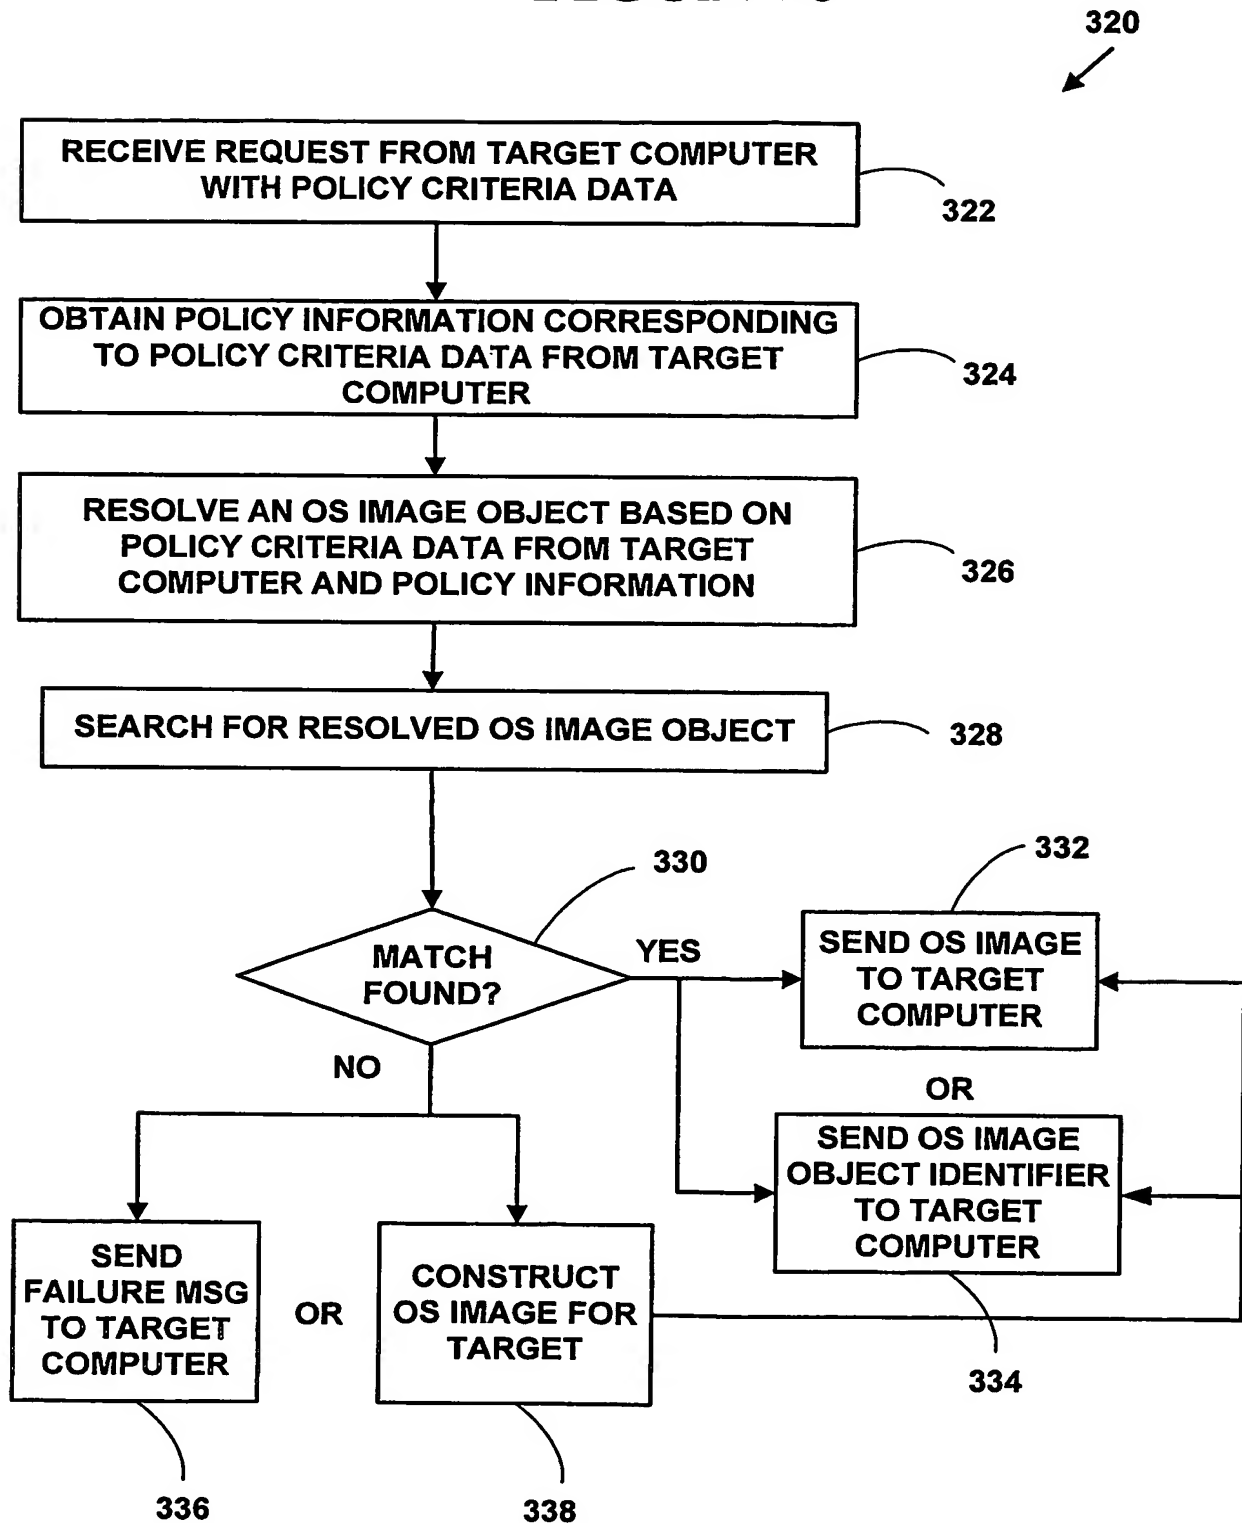 320
RECEIVE REQUEST FROM TARGET COMPUTER
WITH POLICY CRITERIA DATA
322
OBTAIN POLICY INFORMATION CORRESPONDING
TO POLICY CRITERIA DATA FROM TARGET
COMPUTER
324
RESOLVE AN OS IMAGE OBJECT BASED ON
POLICY CRITERIA DATA FROM TARGET
COMPUTER AND POLICY INFORMATION
326
SEARCH FOR RESOLVED OS IMAGE OBJECT
328
330
332
MATCH
FOUND?
YES
SEND OS IMAGE
TO TARGET
COMPUTER
NO
OR
SEND OS IMAGE
OBJECT IDENTIFIER
TO TARGET
COMPUTER
334
SEND
FAILURE MSG
TO TARGET
COMPUTER
OR
CONSTRUCT
OS IMAGE FOR
TARGET
336
338